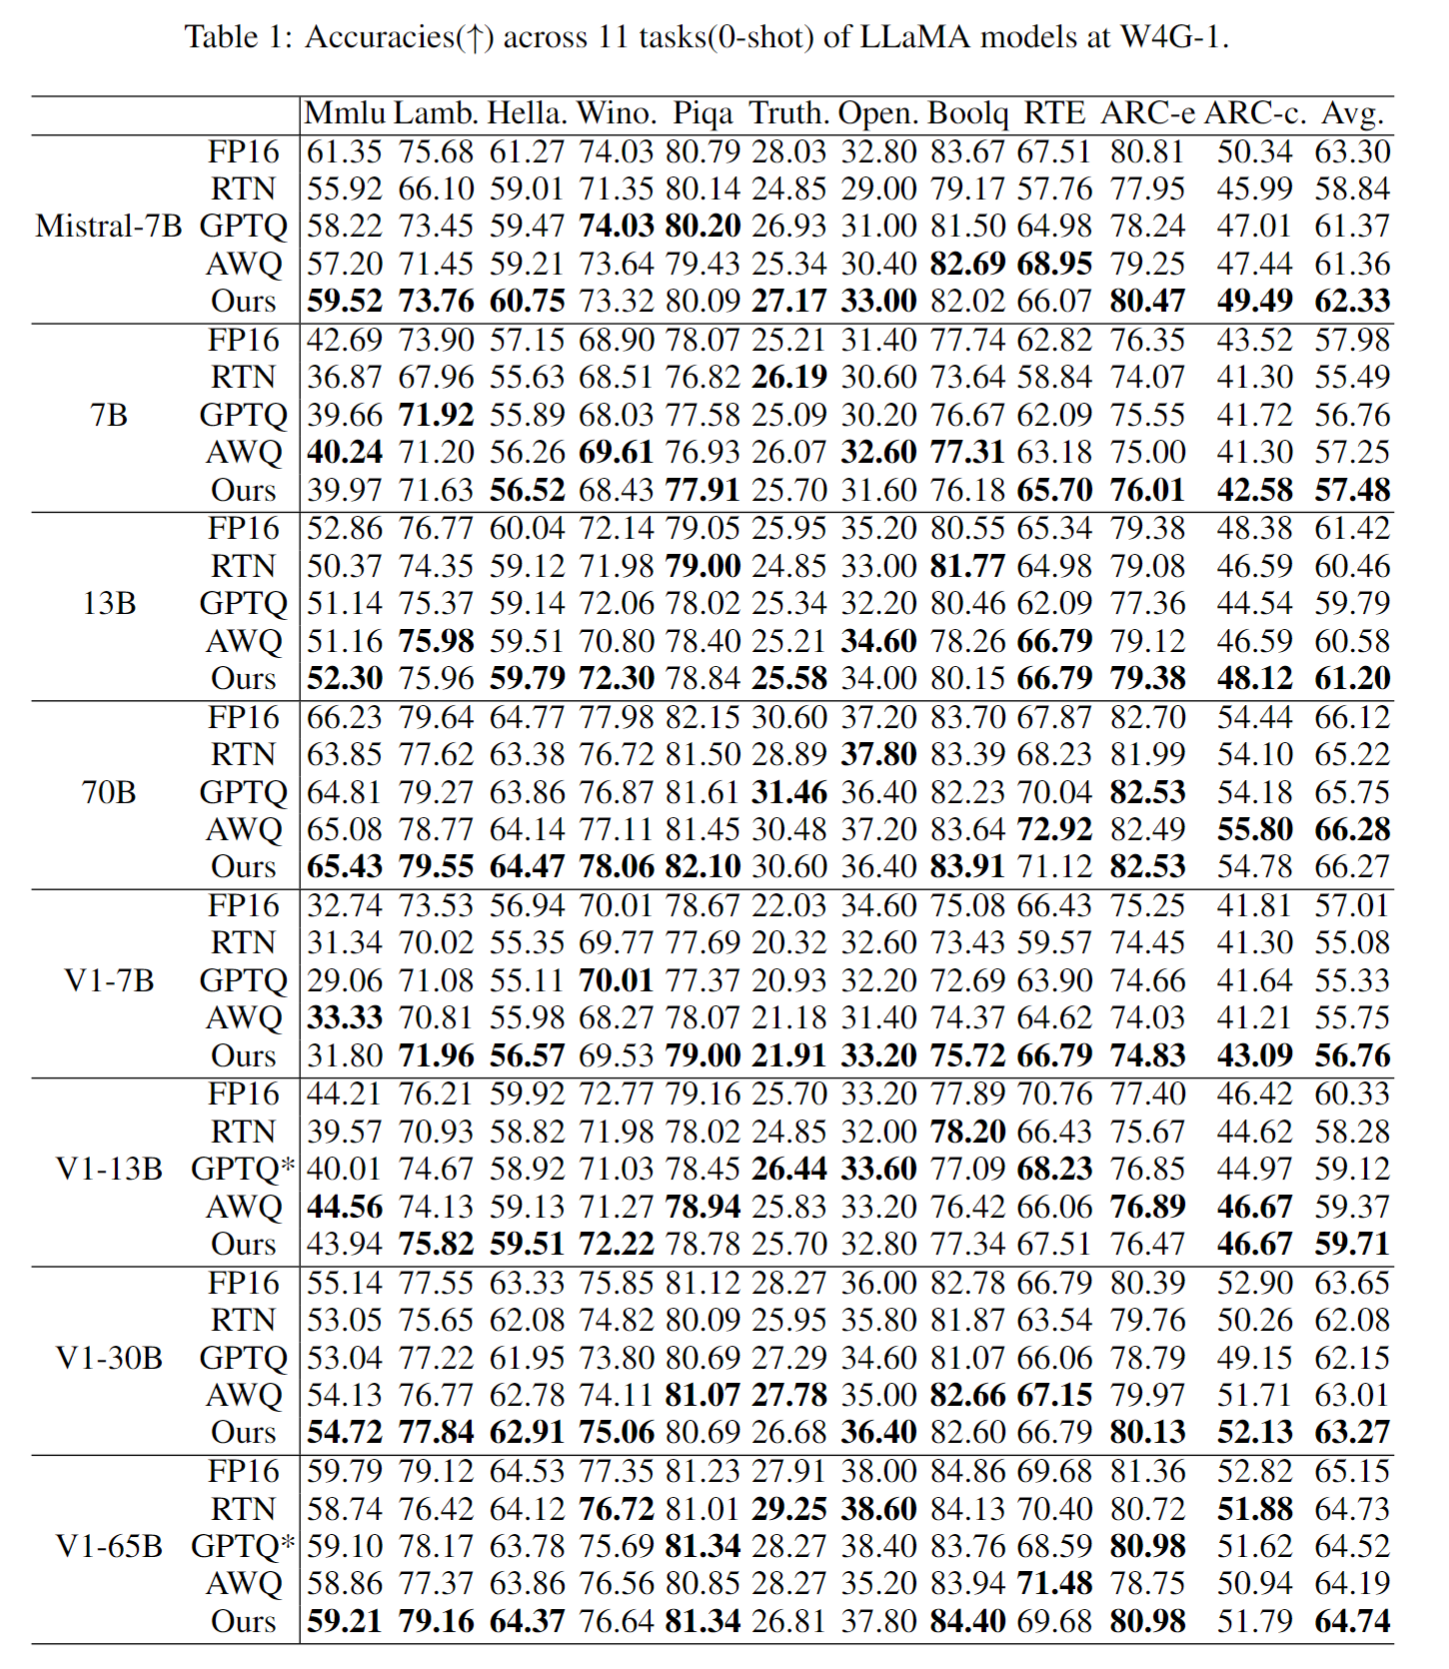 Table 1: Accuracies(↑) across 11 tasks(0-shot) of LLaMA models at W4G-1.
Mmlu Lamb. Hella. Wino. Piqa Truth. Open. Boolq RTE ARC-e ARC-c. Avg.
FP16 61.35 75.68 61.27 74.03 80.79 28.03 32.80 83.67 67.51 80.81 50.34 63.30
RTN 55.92 66.10 59.01 71.35 80.14 24.85 29.00 79.17 57.76 77.95 45.99 58.84
Mistral-7B GPTQ 58.22 73.45 59.47 74.03 80.20 26.93 31.00 81.50 64.98 78.24 47.01 61.37
AWQ 57.20 71.45 59.21 73.64 79.43 25.34 30.40 82.69 68.95 79.25 47.44 61.36
Ours 59.52 73.76 60.75 73.32 80.09 27.17 33.00 82.02 66.07 80.47 49.49 62.33
FP16 42.69 73.90 57.15 68.90 78.07 25.21 31.40 77.74 62.82 76.35 43.52 57.98
RTN 36.87 67.96 55.63 68.51 76.82 26.19 30.60 73.64 58.84 74.07 41.30 55.49
7B GPTQ 39.66 71.92 55.89 68.03 77.58 25.09 30.20 76.67 62.09 75.55 41.72 56.76
AWQ 40.24 71.20 56.26 69.61 76.93 26.07 32.60 77.31 63.18 75.00 41.30 57.25
Ours 39.97 71.63 56.52 68.43 77.91 25.70 31.60 76.18 65.70 76.01 42.58 57.48
FP16 52.86 76.77 60.04 72.14 79.05 25.95 35.20 80.55 65.34 79.38 48.38 61.42
RTN 50.37 74.35 59.12 71.98 79.00 24.85 33.00 81.77 64.98 79.08 46.59 60.46
13B GPTQ 51.14 75.37 59.14 72.06 78.02 25.34 32.20 80.46 62.09 77.36 44.54 59.79
AWQ 51.16 75.98 59.51 70.80 78.40 25.21 34.60 78.26 66.79 79.12 46.59 60.58
Ours 52.30 75.96 59.79 72.30 78.84 25.58 34.00 80.15 66.79 79.38 48.12 61.20
FP16 66.23 79.64 64.77 77.98 82.15 30.60 37.20 83.70 67.87 82.70 54.44 66.12
RTN 63.85 77.62 63.38 76.72 81.50 28.89 37.80 83.39 68.23 81.99 54.10 65.22
70B GPTQ 64.81 79.27 63.86 76.87 81.61 31.46 36.40 82.23 70.04 82.53 54.18 65.75
AWQ 65.08 78.77 64.14 77.11 81.45 30.48 37.20 83.64 72.92 82.49 55.80 66.28
Ours 65.43 79.55 64.47 78.06 82.10 30.60 36.40 83.91 71.12 82.53 54.78 66.27
FP16 32.74 73.53 56.94 70.01 78.67 22.03 34.60 75.08 66.43 75.25 41.81 57.01
RTN 31.34 70.02 55.35 69.77 77.69 20.32 32.60 73.43 59.57 74.45 41.30 55.08
V1-7B GPTQ 29.06 71.08 55.11 70.01 77.37 20.93 32.20 72.69 63.90 74.66 41.64 55.33
AWQ 33.33 70.81 55.98 68.27 78.07 21.18 31.40 74.37 64.62 74.03 41.21 55.75
Ours 31.80 71.96 56.57 69.53 79.00 21.91 33.20 75.72 66.79 74.83 43.09 56.76
FP16 44.21 76.21 59.92 72.77 79.16 25.70 33.20 77.89 70.76 77.40 46.42 60.33
RTN 39.57 70.93 58.82 71.98 78.02 24.85 32.00 78.20 66.43 75.67 44.62 58.28
V1-13B GPTQ* 40.01 74.67 58.92 71.03 78.45 26.44 33.60 77.09 68.23 76.85 44.97 59.12
AWQ 44.56 74.13 59.13 71.27 78.94 25.83 33.20 76.42 66.06 76.89 46.67 59.37
Ours 43.94 75.82 59.51 72.22 78.78 25.70 32.80 77.34 67.51 76.47 46.67 59.71
FP16 55.14 77.55 63.33 75.85 81.12 28.27 36.00 82.78 66.79 80.39 52.90 63.65
RTN 53.05 75.65 62.08 74.82 80.09 25.95 35.80 81.87 63.54 79.76 50.26 62.08
V1-30B GPTQ 53.04 77.22 61.95 73.80 80.69 27.29 34.60 81.07 66.06 78.79 49.15 62.15
AWQ 54.13 76.77 62.78 74.11 81.07 27.78 35.00 82.66 67.15 79.97 51.71 63.01
Ours 54.72 77.84 62.91 75.06 80.69 26.68 36.40 82.60 66.79 80.13 52.13 63.27
FP16 59.79 79.12 64.53 77.35 81.23 27.91 38.00 84.86 69.68 81.36 52.82 65.15
RTN 58.74 76.42 64.12 76.72 81.01 29.25 38.60 84.13 70.40 80.72 51.88 64.73
V1-65B GPTQ* 59.10 78.17 63.78 75.69 81.34 28.27 38.40 83.76 68.59 80.98 51.62 64.52
AWQ 58.86 77.37 63.86 76.56 80.85 28.27 35.20 83.94 71.48 78.75 50.94 64.19
Ours 59.21 79.16 64.37 76.64 81.34 26.81 37.80 84.40 69.68 80.98 51.79 64.74